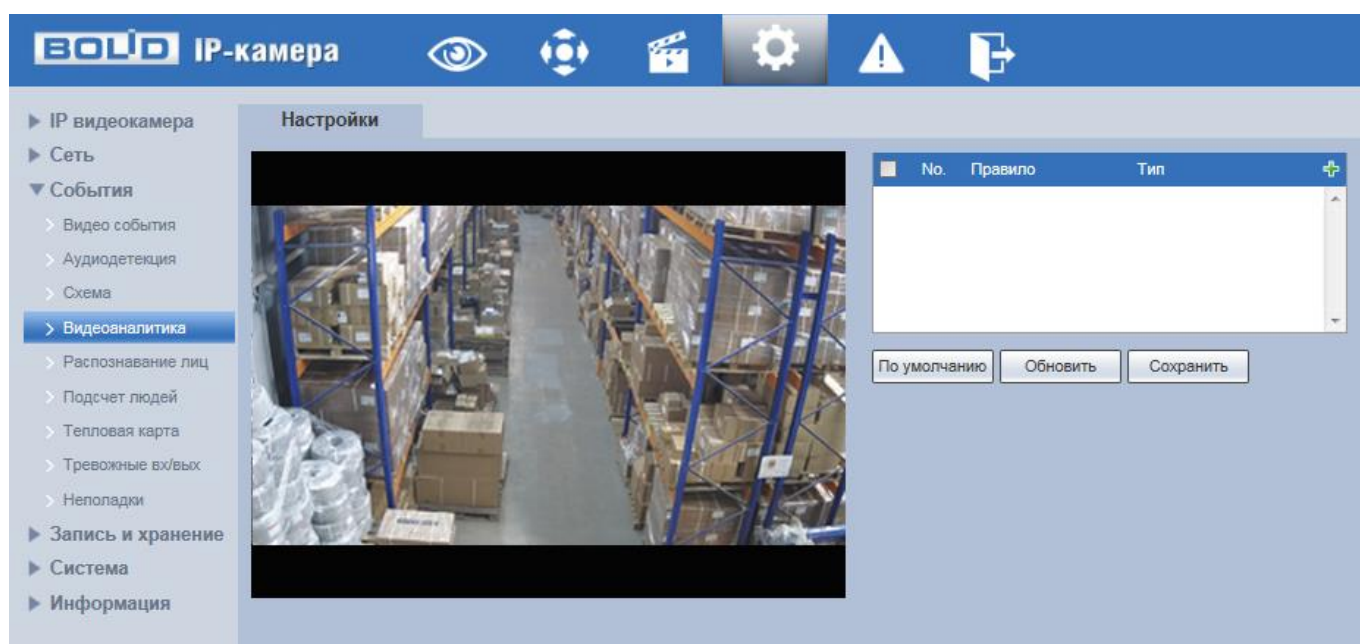 BOLID IP-камера
IP видеокамера
Сеть
События
Видео события
Аудиодетекция
Схема
Видеоаналитика
Распознавание лиц
Подсчет людей
Тепловая карта
Тревожные вх/вых
Неполадки
Запись и хранение
Система
Информация
Настройки
No. Правило Тип
По умолчанию Обновить Сохранить